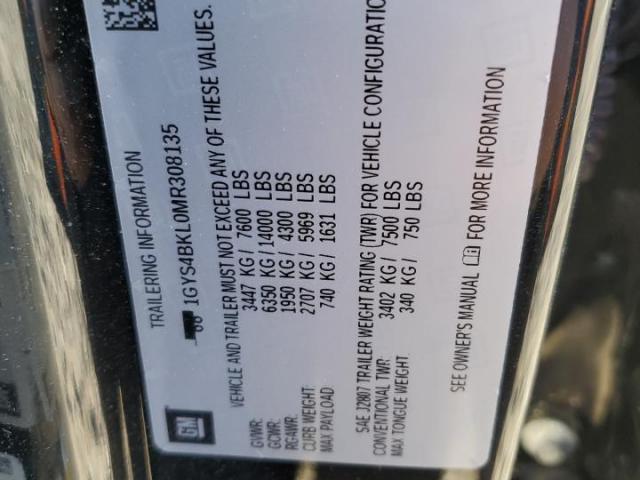 TRAILERING INFORMATION
1GYS4BKL0MR308135
VEHICLE AND TRAILER MUST NOT EXCEED ANY OF THESE VALUES.
GVWR: 3447 KG / 7600 LBS
GCWR: 6350 KG / 14000 LBS
RGAWR: 1950 KG / 4300 LBS
CURB WEIGHT: 2707 KG / 5969 LBS
MAX PAYLOAD: 740 KG / 1631 LBS
SAE J2807 TRAILER WEIGHT RATING (TWR) FOR VEHICLE CONFIGURATION
CONVENTIONAL TWR: 3402 KG / 7500 LBS
MAX TONGUE WEIGHT: 340 KG / 750 LBS
SEE OWNER'S MANUAL FOR MORE INFORMATION
GM